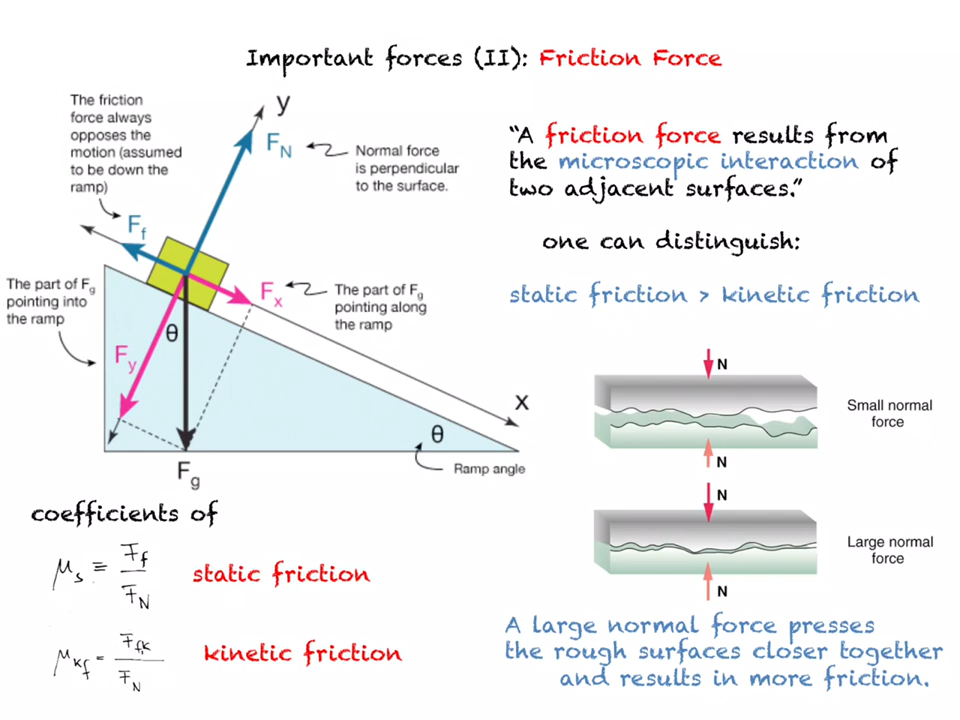 Important forces (II): Friction Force
The friction
force always
opposes the
motion (assumed
to be down the
ramp)
y
F_N
Normal force
is perpendicular
to the surface.
F_f
F_x
The part of F_g
pointing along
the ramp
The part of F_g
pointing into
the ramp
θ
F_y
x
θ
F_g
Ramp angle
"A friction force results from
the microscopic interaction of
two adjacent surfaces."
one can distinguish:
static friction > kinetic friction
N
Small normal
force
N
N
Large normal
force
N
A large normal force presses
the rough surfaces closer together
and results in more friction.
coefficients of
μ_s ≡ F_f / F_N static friction
μ_kf = F_fk / F_N kinetic friction